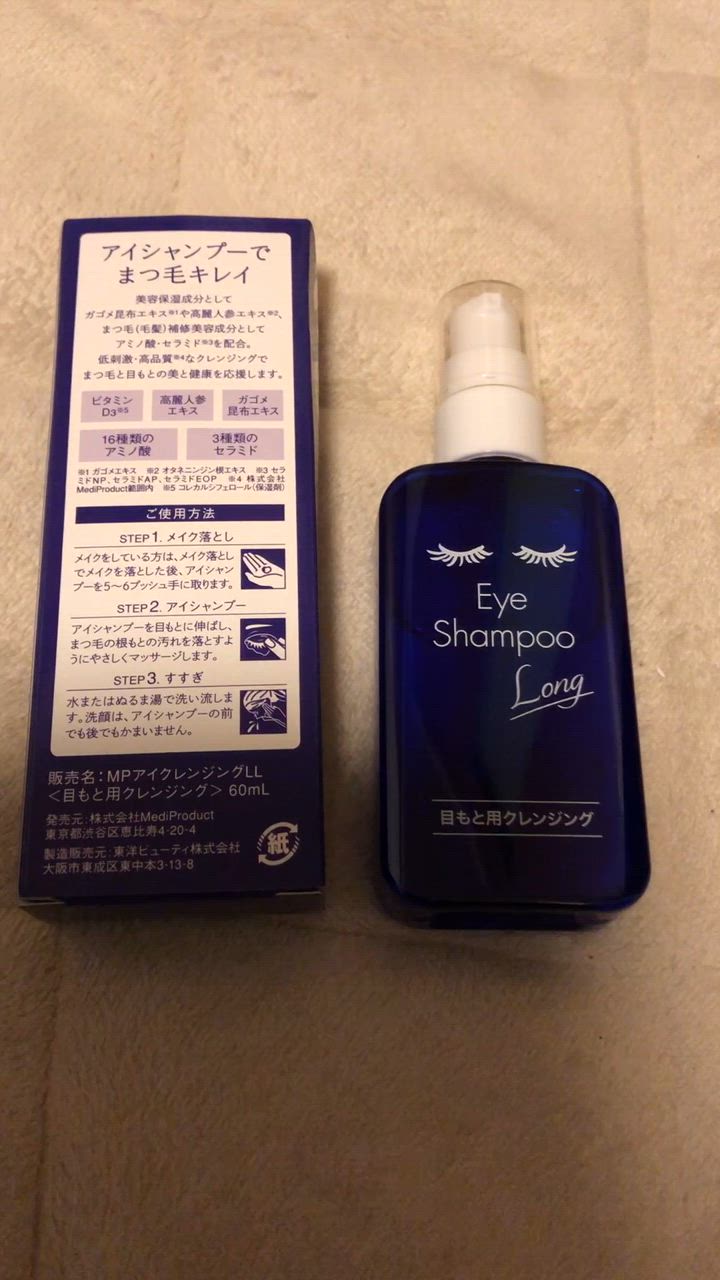 アイシャンプーで
まつ毛キレイ
美容保湿成分として
ガゴメ昆布エキス※1や高麗人参エキス※2、
まつ毛(毛髪)補修美容成分として
アミノ酸・セラミド※3を配合。
低刺激・高品質※4なクレンジングで
まつ毛と目もとの美と健康を応援します。
ビタミン
D3※5
高麗人参
エキス
ガゴメ
昆布エキス
16種類の
アミノ酸
3種類の
セラミド
※1 ガゴメエキス ※2 オタネニンジン根エキス ※3 セラ
ミドNP、セラミドAP、セラミドEOP ※4 株式会社
MediProduct範囲内 ※5 コレカルシフェロール(保湿剤)
ご使用方法
STEP1. メイク落とし
メイクをしている方は、メイク落とし
でメイクを落とした後、アイシャン
プーを5〜6プッシュ手に取ります。
STEP2. アイシャンプー
アイシャンプーを目もとに伸ばし、
まつ毛の根もとの汚れを落とすよ
うにやさしくマッサージします。
STEP3. すすぎ
水またはぬるま湯で洗い流しま
す。洗顔は、アイシャンプーの前
でも後でもかまいません。
販売名:MPアイクレンジングLL
<目もと用クレンジング> 60mL
発売元:株式会社MediProduct
東京都渋谷区恵比寿4-20-4
製造販売元:東洋ビューティ株式会社
大阪市東成区東中本3-13-8
紙
Eye
Shampoo
Long
目もと用クレンジング